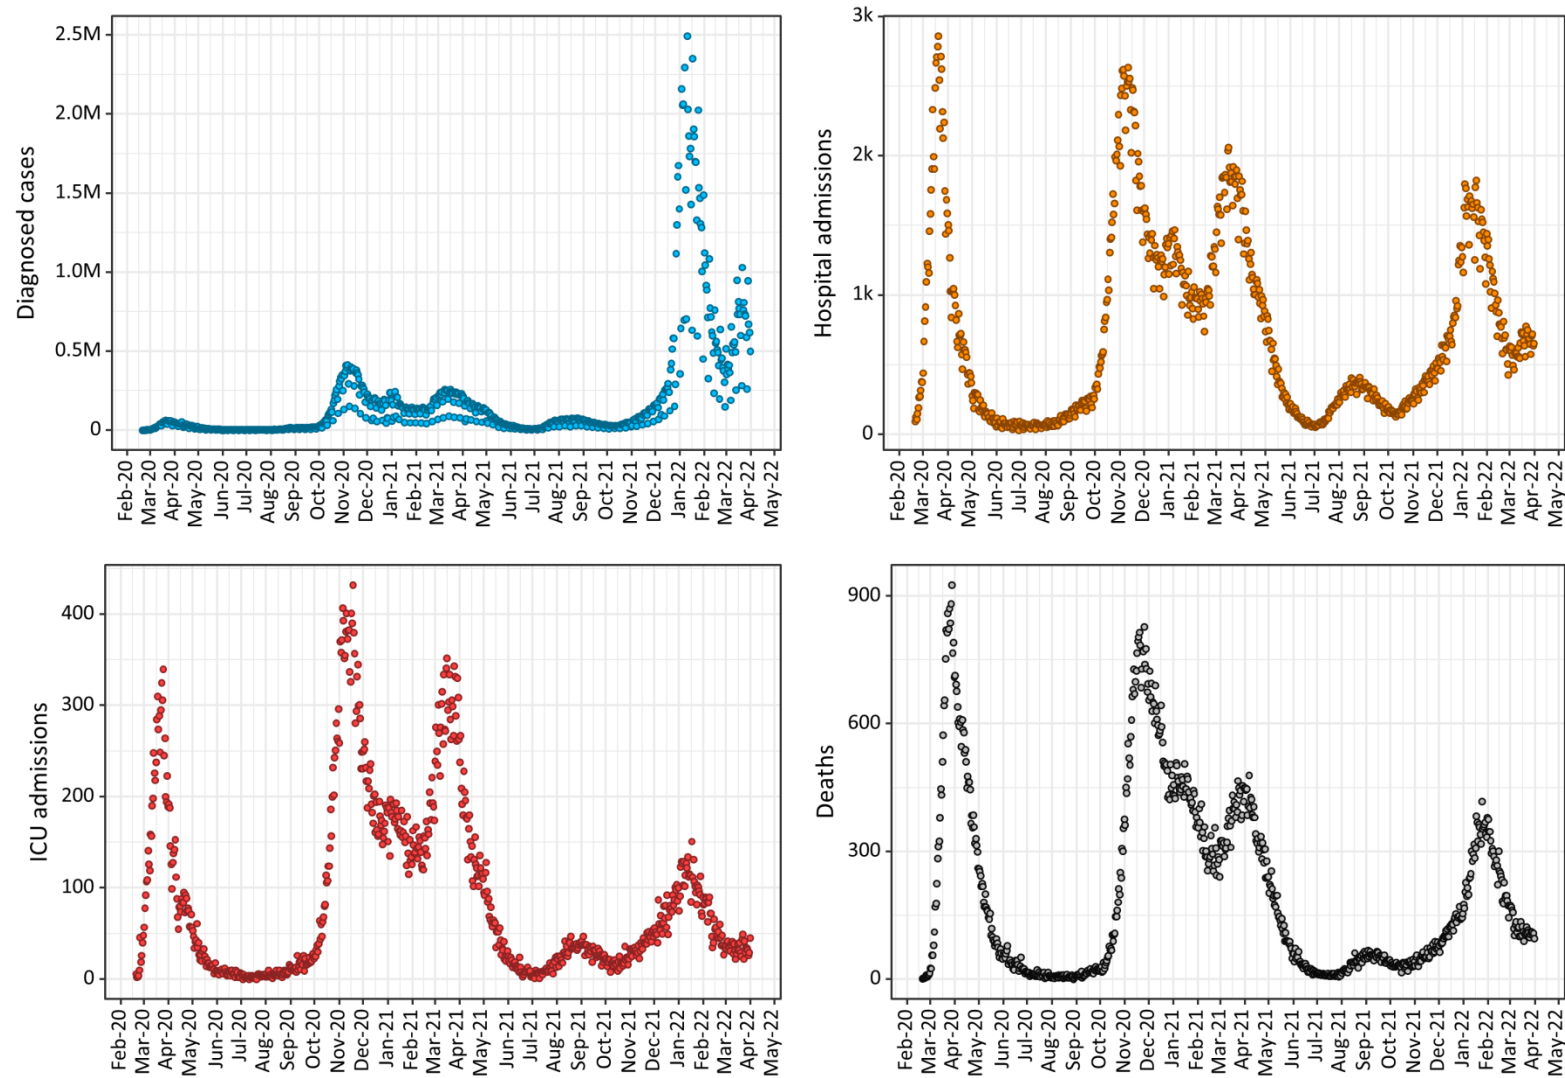 Diagnosed cases
2.5M
2.0M
1.5M
1.0M
0.5M
0
Feb-20 Mar-20 Apr-20 May-20 Jun-20 Jul-20 Aug-20 Sep-20 Oct-20 Nov-20 Dec-20 Jan-21 Feb-21 Mar-21 Apr-21 May-21 Jun-21 Jul-21 Aug-21 Sep-21 Oct-21 Nov-21 Dec-21 Jan-22 Feb-22 Mar-22 Apr-22 May-22
Hospital admissions
3k
2k
1k
0
Feb-20 Mar-20 Apr-20 May-20 Jun-20 Jul-20 Aug-20 Sep-20 Oct-20 Nov-20 Dec-20 Jan-21 Feb-21 Mar-21 Apr-21 May-21 Jun-21 Jul-21 Aug-21 Sep-21 Oct-21 Nov-21 Dec-21 Jan-22 Feb-22 Mar-22 Apr-22 May-22
ICU admissions
400
300
200
100
0
Feb-20 Mar-20 Apr-20 May-20 Jun-20 Jul-20 Aug-20 Sep-20 Oct-20 Nov-20 Dec-20 Jan-21 Feb-21 Mar-21 Apr-21 May-21 Jun-21 Jul-21 Aug-21 Sep-21 Oct-21 Nov-21 Dec-21 Jan-22 Feb-22 Mar-22 Apr-22 May-22
Deaths
900
600
300
0
Feb-20 Mar-20 Apr-20 May-20 Jun-20 Jul-20 Aug-20 Sep-20 Oct-20 Nov-20 Dec-20 Jan-21 Feb-21 Mar-21 Apr-21 May-21 Jun-21 Jul-21 Aug-21 Sep-21 Oct-21 Nov-21 Dec-21 Jan-22 Feb-22 Mar-22 Apr-22 May-22